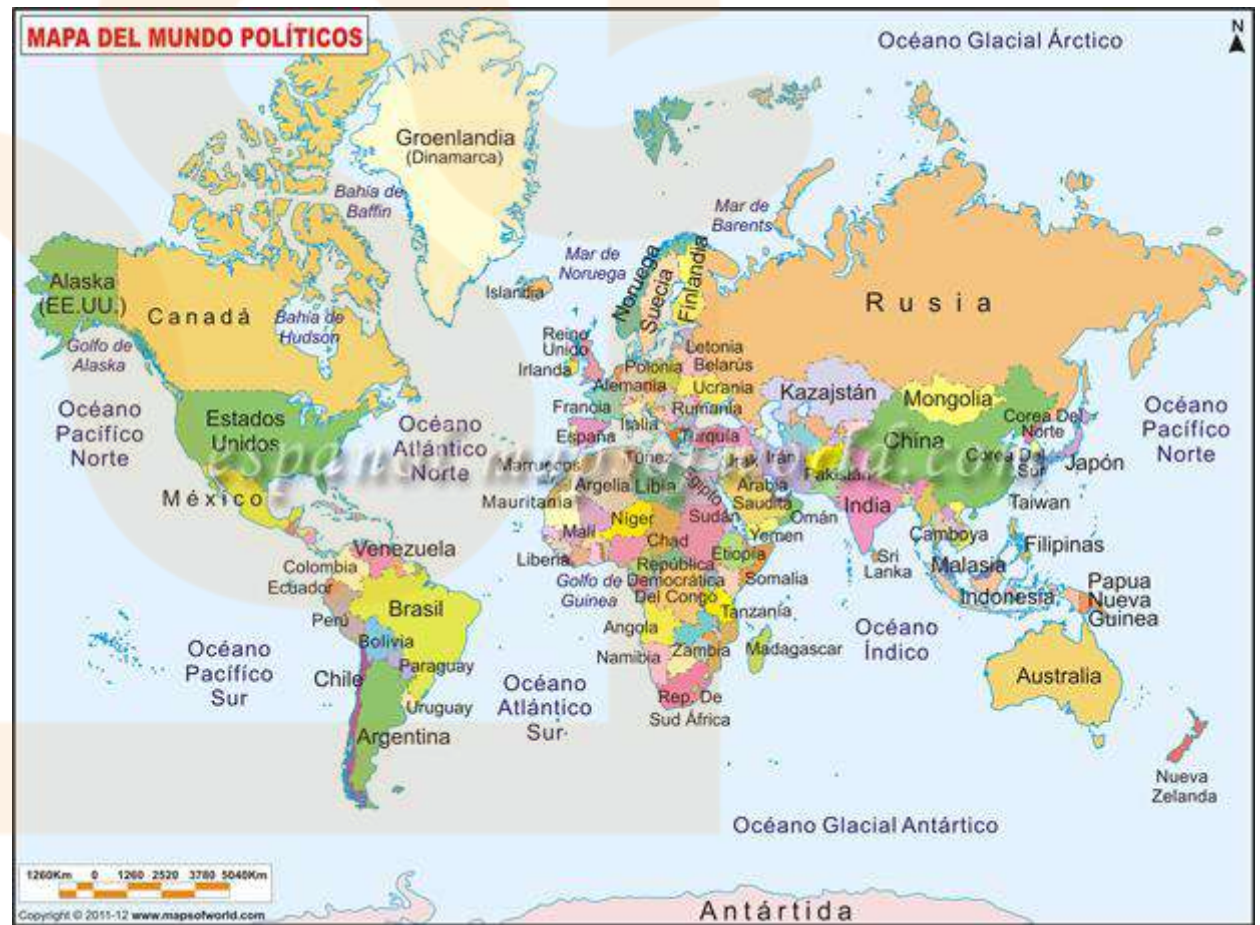 MAPA DEL MUNDO POLÍTICOS
Océano Glacial Árctico
N
Groenlandia
(Dinamarca)
Bahía de
Baffin
Mar de
Barents
Mar de
Noruega
Noruega
Suecia
Finlandia
Islandia
Alaska
(EE.UU.)
Canadá
Bahía de
Hudson
Golfo de
Alaska
Rusia
Reino
Unido
Irlanda
Letonia
Polonia
Belarús
Alemania
Ucrania
Francia
Rumania
Italia
España
Turquía
Kazajstán
Mongolia
Corea Del
Norte
China
Corea Del
Sur
Japón
Océano
Pacífico
Norte
Océano
Pacífico
Norte
Estados
Unidos
Océano
Atlántico
Norte
Marruecos
Túnez
Irak
Irán
Pakistán
Argelia
Libia
Egipto
Arabia
Saudita
India
Taiwan
México
Mauritania
Malí
Níger
Chad
Sudán
Omán
Yemen
Camboya
Filipinas
Venezuela
Colombia
Ecuador
Liberia
Golfo de
Guinea
República
Democrática
Del Congo
Etiopía
Somalia
Sri
Lanka
Malasia
Indonesia
Papua
Nueva
Guinea
Perú
Brasil
Bolivia
Angola
Tanzanía
Océano
Índico
Océano
Pacífico
Sur
Chile
Paraguay
Uruguay
Argentina
Océano
Atlántico
Sur
Namibia
Zambia
Madagascar
Rep. De
Sud África
Australia
Nueva
Zelanda
Océano Glacial Antártico
1260Km 0 1260 2520 3780 5040Km
Copyright © 2011-12 www.mapsofworld.com
Antártida